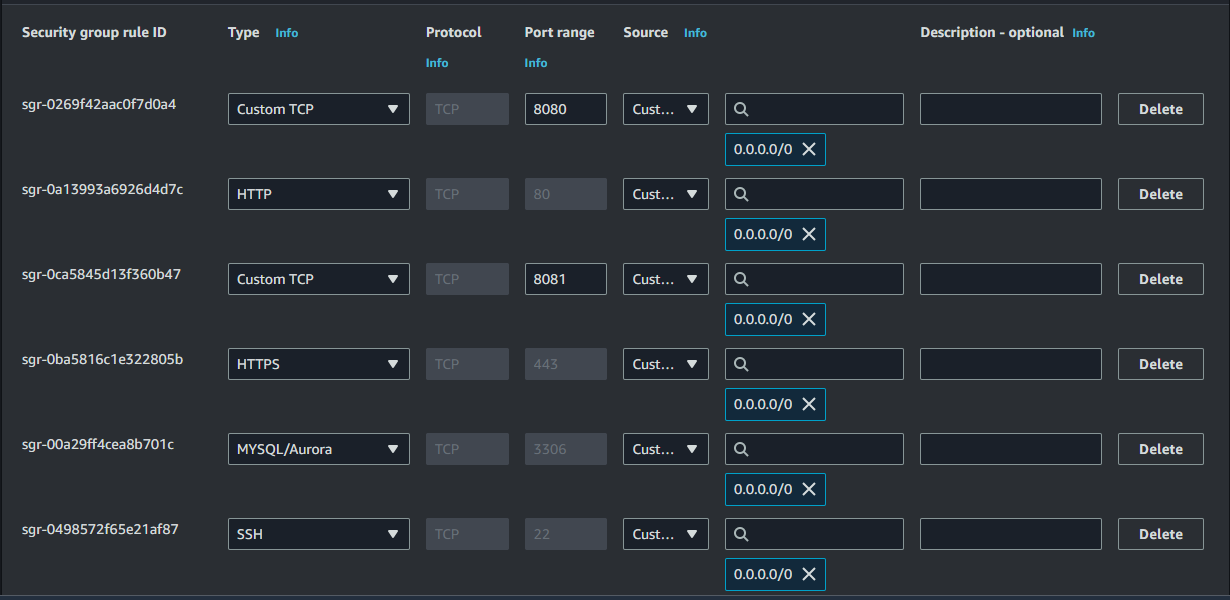 Security group rule ID Type Info Protocol Info Port range Info Source Info Description - optional Info
sgr-0269f42aac0f7d0a4 Custom TCP TCP 8080 Cust... Delete
0.0.0.0/0
sgr-0a13993a6926d4d7c HTTP TCP 80 Cust... Delete
0.0.0.0/0
sgr-0ca5845d13f360b47 Custom TCP TCP 8081 Cust... Delete
0.0.0.0/0
sgr-0ba5816c1e322805b HTTPS TCP 443 Cust... Delete
0.0.0.0/0
sgr-00a29ff4cea8b701c MYSQL/Aurora TCP 3306 Cust... Delete
0.0.0.0/0
sgr-0498572f65e21af87 SSH TCP 22 Cust... Delete
0.0.0.0/0